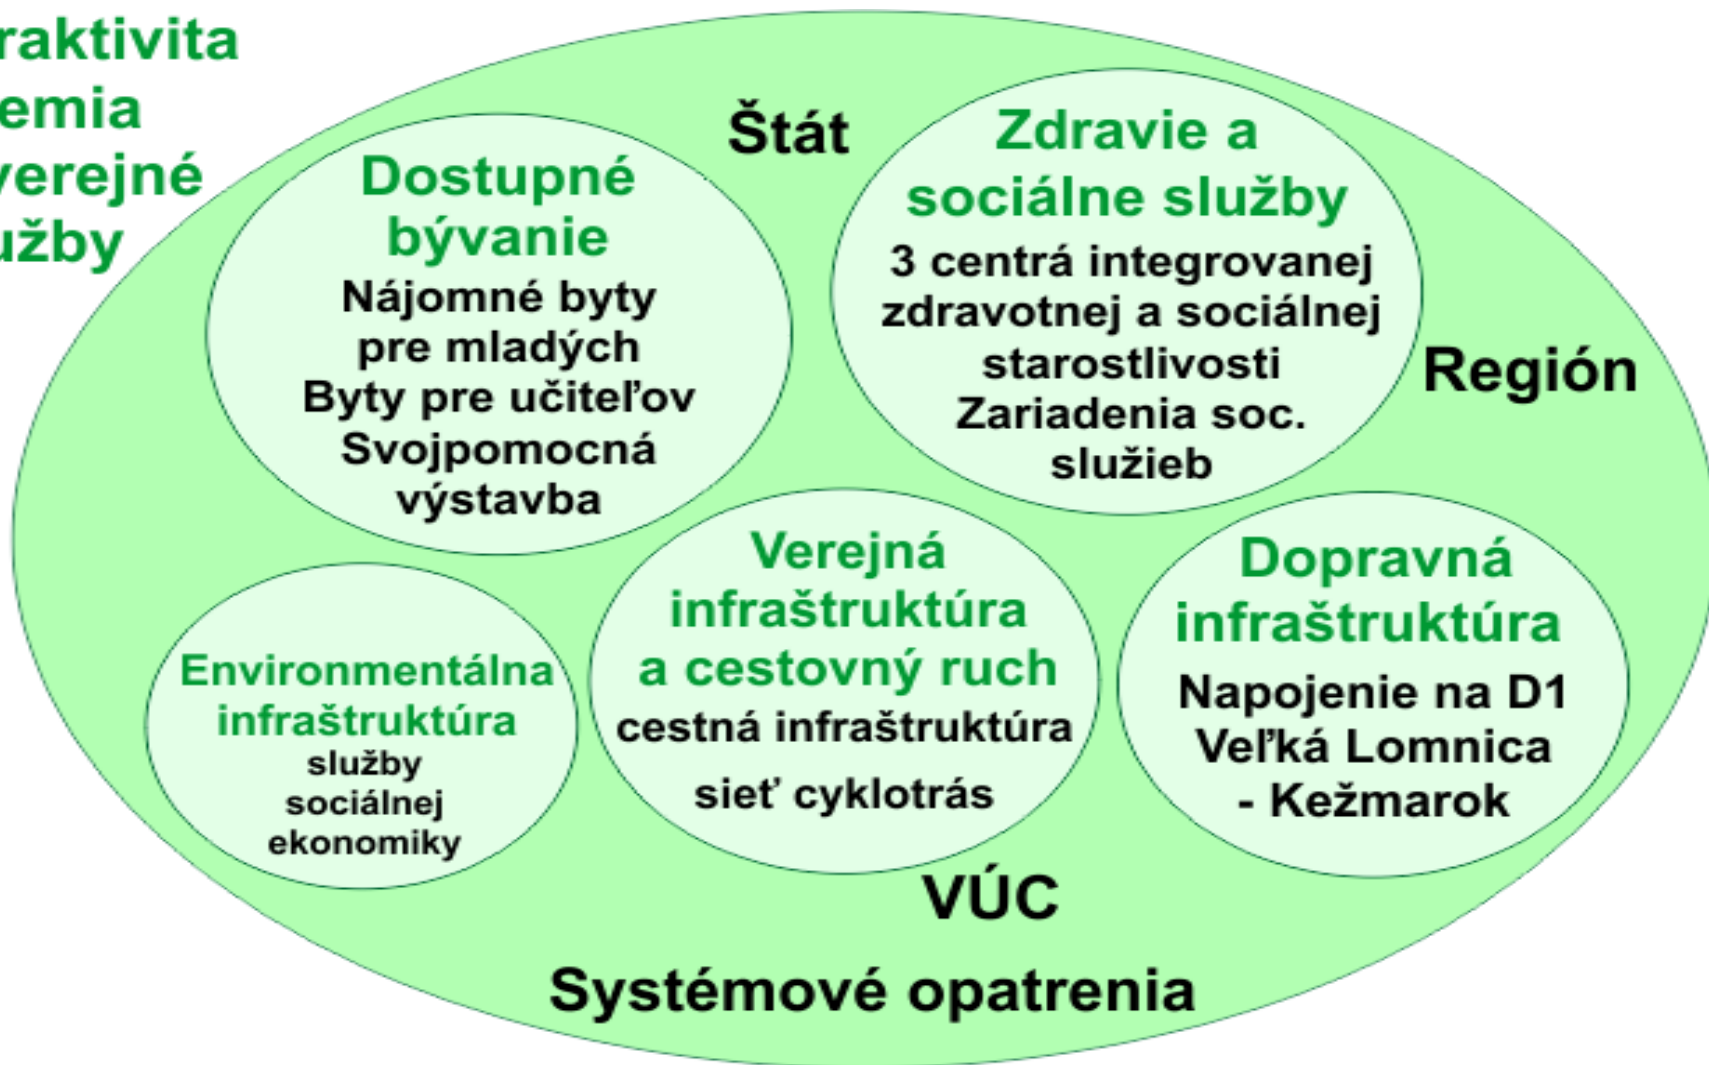 raktivita
emia
verejné
užby
Štát
Dostupné
bývanie
Nájomné byty
pre mladých
Byty pre učiteľov
Svojpomocná
výstavba
Zdravie a
sociálne služby
3 centrá integrovanej
zdravotnej a sociálnej
starostlivosti
Zariadenia soc.
služieb
Región
Environmentálna
infraštruktúra
služby
sociálnej
ekonomiky
Verejná
infraštruktúra
a cestovný ruch
cestná infraštruktúra
sieť cyklotrás
Dopravná
infraštruktúra
Napojenie na D1
Veľká Lomnica
- Kežmarok
VÚC
Systémové opatrenia